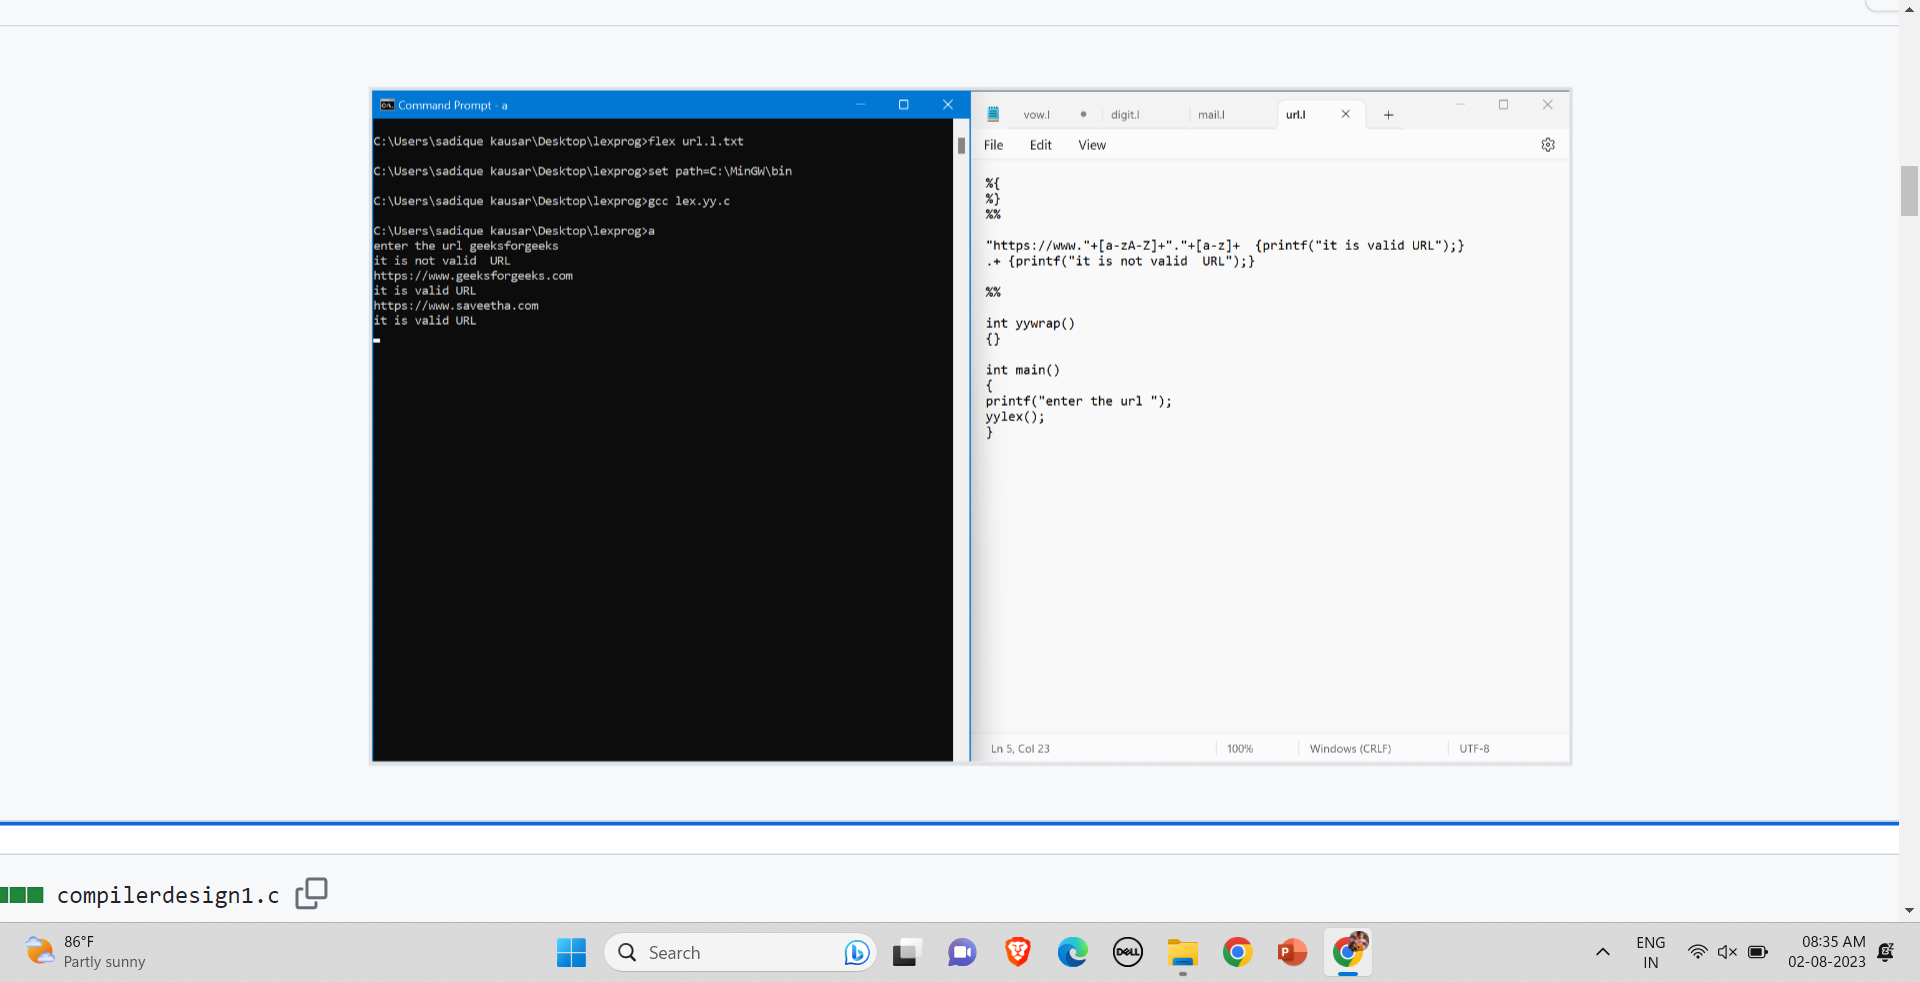 Command Prompt - a
C:\Users\sadique kausar\Desktop\lexprog>flex url.l.txt
C:\Users\sadique kausar\Desktop\lexprog>set path=C:\MinGW\bin
C:\Users\sadique kausar\Desktop\lexprog>gcc lex.yy.c
C:\Users\sadique kausar\Desktop\lexprog>a
enter the url geeksforgeeks
it is not valid  URL
https://www.geeksforgeeks.com
it is valid URL
https://www.saveetha.com
it is valid URL
vow.l digit.l mail.l url.l
File Edit View
%{
%}
%%
"https://www."+[a-zA-Z]+"."+[a-z]+  {printf("it is valid URL");}
.+ {printf("it is not valid  URL");}
%%
int yywrap()
{}
int main()
{
printf("enter the url ");
yylex();
}
Ln 5, Col 23 100% Windows (CRLF) UTF-8
compilerdesign1.c
86°F
Partly sunny
Search
DELL
P
ENG
IN
08:35 AM
02-08-2023